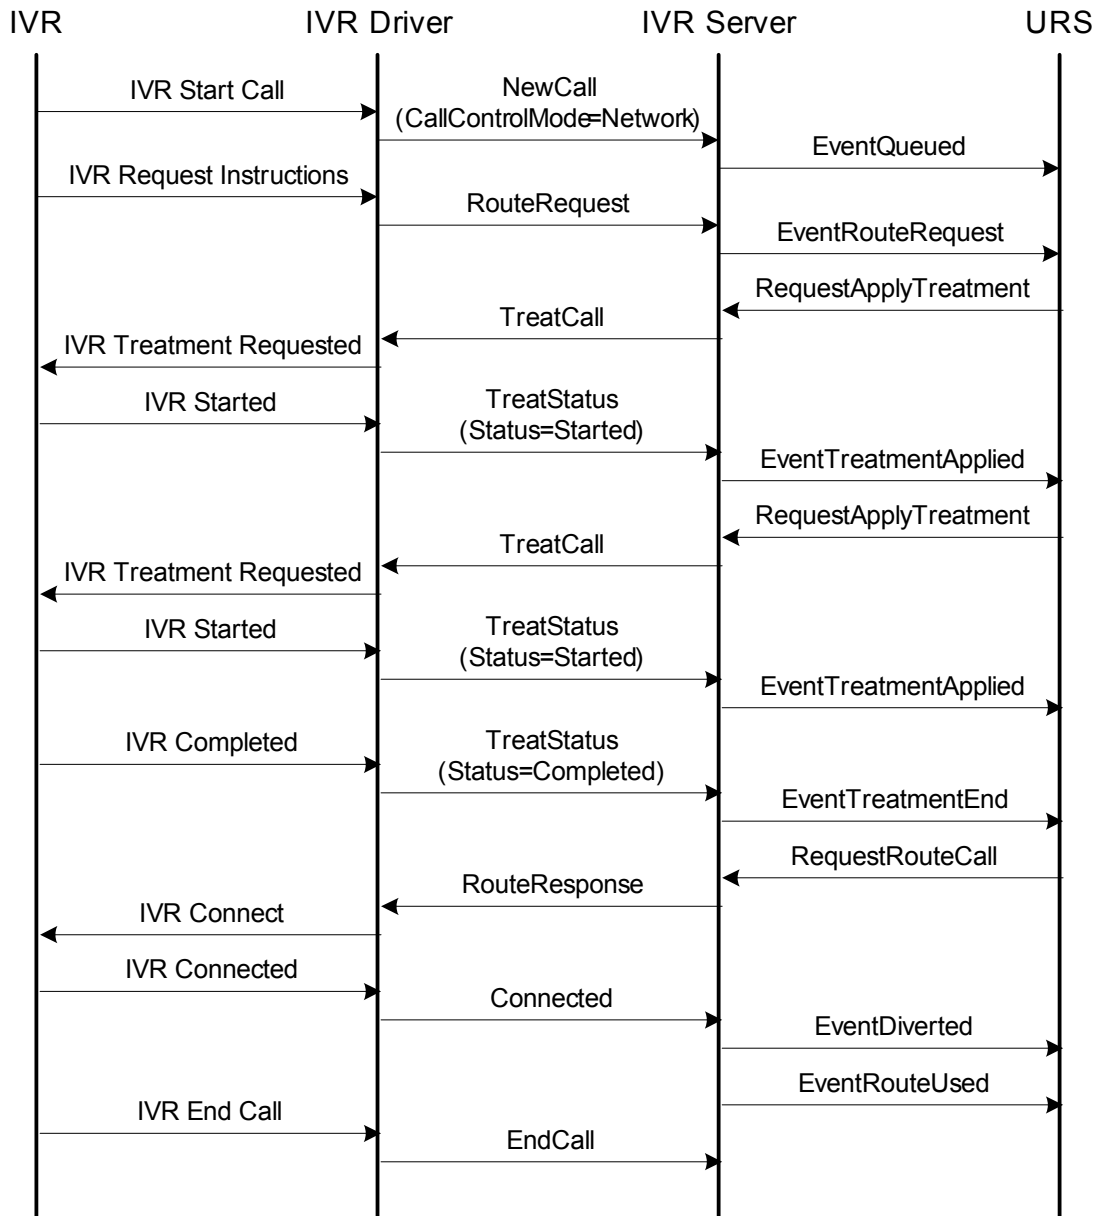 IVR IVR Driver IVR Server URS
IVR Start Call
NewCall
(CallControlMode=Network)
EventQueued
IVR Request Instructions
RouteRequest
EventRouteRequest
RequestApplyTreatment
TreatCall
IVR Treatment Requested
IVR Started
TreatStatus
(Status=Started)
EventTreatmentApplied
RequestApplyTreatment
TreatCall
IVR Treatment Requested
IVR Started
TreatStatus
(Status=Started)
EventTreatmentApplied
IVR Completed
TreatStatus
(Status=Completed)
EventTreatmentEnd
RequestRouteCall
RouteResponse
IVR Connect
IVR Connected
Connected
EventDiverted
EventRouteUsed
IVR End Call
EndCall